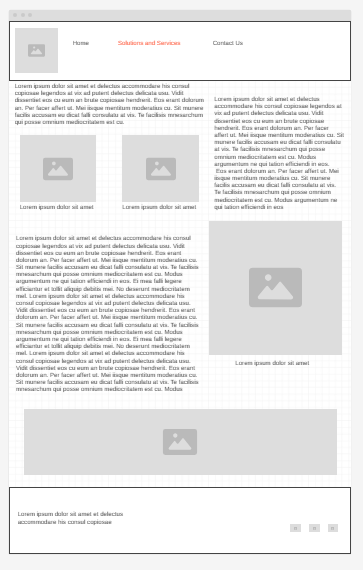 Home
Solutions and Services
Contact Us
Lorem ipsum dolor sit amet et delectus accommodare his consul
copiosae legendos at vix ad putent delectus delicata usu. Vidit
dissentiet eos cu eum an brute copiosae hendrerit. Eos erant dolorum
an. Per facer affert ut. Mei iisque mentitum moderatius cu. Sit munere
facilis accusam eu dicat falli consulatu at vis. Te facilisis mnesarchum
qui posse omnium mediocritatem est cu.
Lorem ipsum dolor sit amet
Lorem ipsum dolor sit amet
Lorem ipsum dolor sit amet et delectus
accommodare his consul copiosae legendos at
vix ad putent delectus delicata usu. Vidit
dissentiet eos cu eum an brute copiosae
hendrerit. Eos erant dolorum an. Per facer
affert ut. Mei iisque mentitum moderatius cu. Sit
munere facilis accusam eu dicat falli consulatu
at vis. Te facilisis mnesarchum qui posse
omnium mediocritatem est cu. Modus
argumentum ne qui tation efficiendi in eos
Eos erant dolorum an. Per facer affert ut. Mei
iisque mentitum moderatius cu. Sit munere
facilis accusam eu dicat falli consulatu at vis. Te
facilisis mnesarchum qui posse omnium
mediocritatem est cu. Modus argumentum ne
qui tation efficiendi in eos
Lorem ipsum dolor sit amet et delectus accommodare his consul
copiosae legendos at vix ad putent delectus delicata usu. Vidit
dissentiet eos cu eum an brute copiosae hendrerit. Eos erant
dolorum an. Per facer affert ut. Mei iisque mentitum moderatius cu.
Sit munere facilis accusam eu dicat falli consulatu at vis. Te facilisis
mnesarchum qui posse omnium mediocritatem est cu. Modus
argumentum ne qui tation efficiendi in eos. Ei mea falli legere
efficiantur et tollit aliquip debitis mei. No deserunt mediocritatem
mel. Lorem ipsum dolor sit amet et delectus accommodare his
consul copiosae legendos at vix ad putent delectus delicata usu.
Vidit dissentiet eos cu eum an brute copiosae hendrerit. Eos erant
dolorum an. Per facer affert ut. Mei iisque mentitum moderatius cu.
Sit munere facilis accusam eu dicat falli consulatu at vis. Te facilisis
mnesarchum qui posse omnium mediocritatem est cu. Modus
argumentum ne qui tation efficiendi in eos. Ei mea falli legere
efficiantur et tollit aliquip debitis mei. No deserunt mediocritatem
mel. Lorem ipsum dolor sit amet et delectus accommodare his
consul copiosae legendos at vix ad putent delectus delicata usu.
Vidit dissentiet eos cu eum an brute copiosae hendrerit. Eos erant
dolorum an. Per facer affert ut. Mei iisque mentitum moderatius cu.
Sit munere facilis accusam eu dicat falli consulatu at vis. Te facilisis
mnesarchum qui posse omnium mediocritatem est cu. Modus
Lorem ipsum dolor sit amet
Lorem ipsum dolor sit amet et delectus
accommodare his consul copiosae